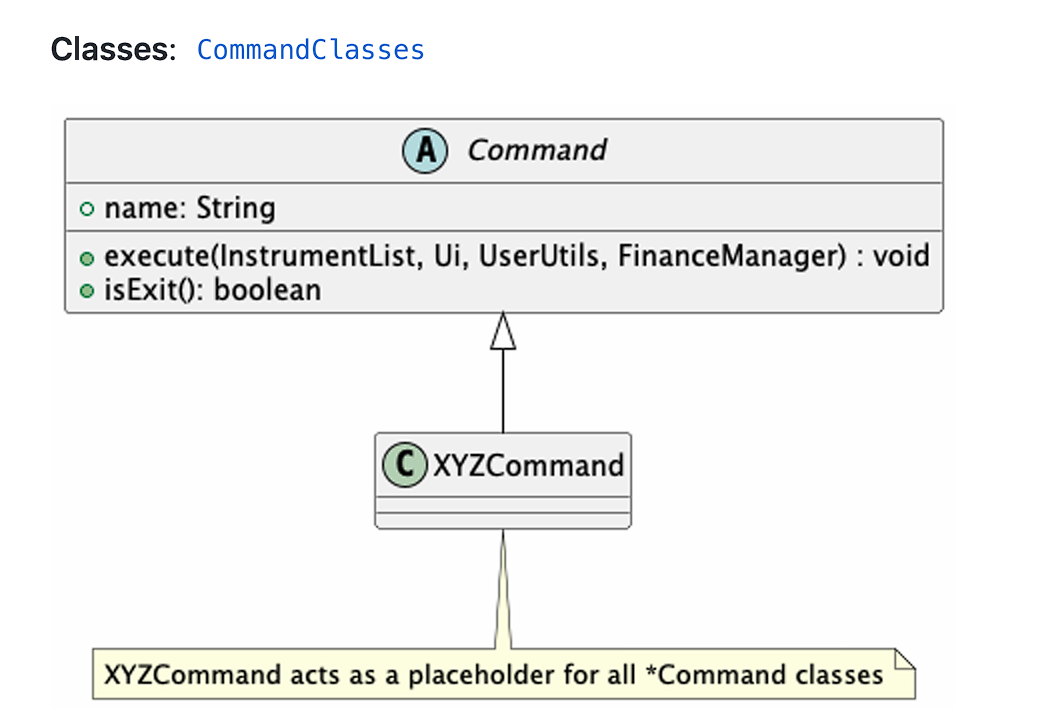 Classes: CommandClasses
A Command
name: String
execute(InstrumentList, Ui, UserUtils, FinanceManager) : void
isExit(): boolean
C XYZCommand
XYZCommand acts as a placeholder for all *Command classes